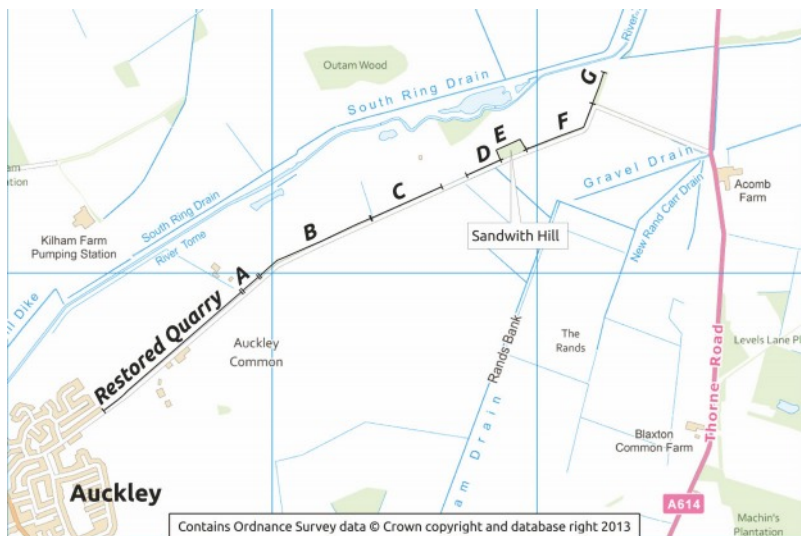 Outam Wood
South Ring Drain
River
G
F
E
D
C
B
A
Gravel Drain
Acomb
Farm
New Rand Carr Drain
Sandwith Hill
Kilham Farm
Pumping Station
South Ring Drain
River Torne
Dike
Restored Quarry
Auckley
Common
Rands Bank
The
Rands
Thorne Road
Levels Lane Pl
Drain
Blaxton
Common Farm
Auckley
A614
Machin's
Plantation
Contains Ordnance Survey data © Crown copyright and database right 2013